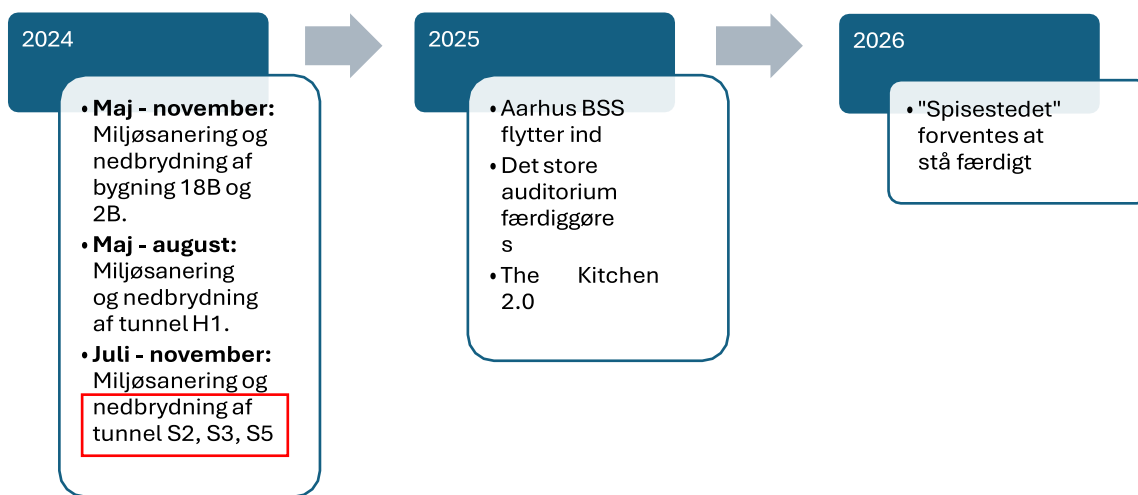 2024
• Maj - november:
Miljøsanering og
nedbrydning af
bygning 18B og
2B.
• Maj - august:
Miljøsanering
og nedbrydning
af tunnel H1.
• Juli - november:
Miljøsanering og
nedbrydning af
tunnel S2, S3, S5
2025
• Aarhus BSS
flytter ind
• Det store
auditorium
færdiggøre
s
• The Kitchen
2.0
2026
• "Spisestedet"
forventes at
stå færdigt